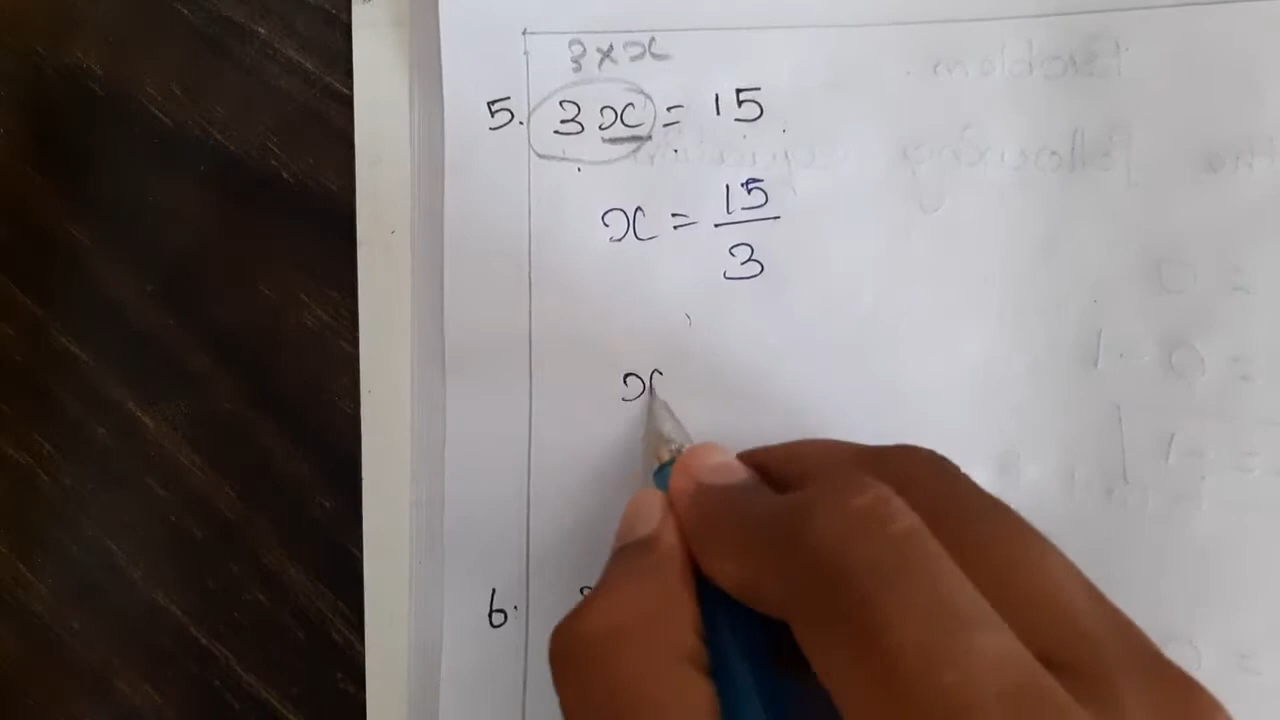 3 × x
5. 3x = 15
x = 15/3
x
6.